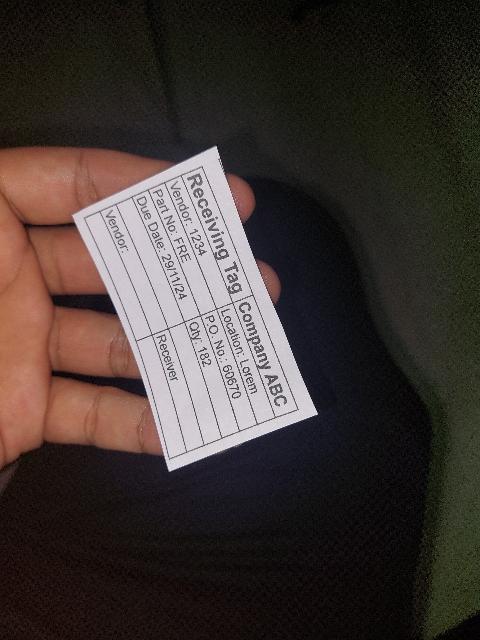 Receiving Tag Company ABC
Vendor: 1234 Location: Lorem
Part No: FRE P.O. No.: 60670
Due Date: 29/11/24 Qty: 182
Vendor: Receiver